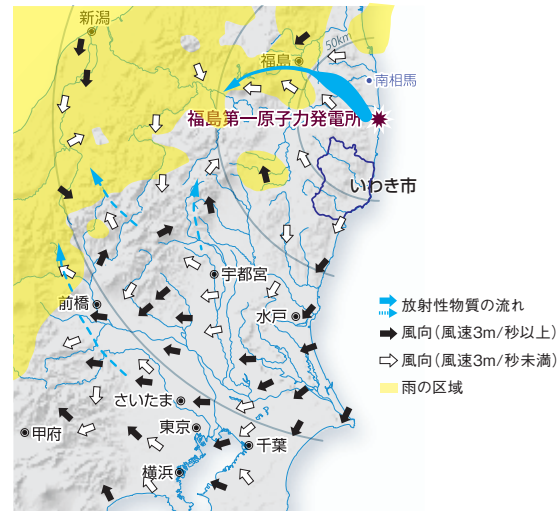 新潟
50km
福島
南相馬
福島第一原子力発電所
いわき市
宇都宮
前橋
水戸
放射性物質の流れ
風向(風速3m/秒以上)
風向(風速3m/秒未満)
雨の区域
さいたま
甲府
東京
千葉
横浜